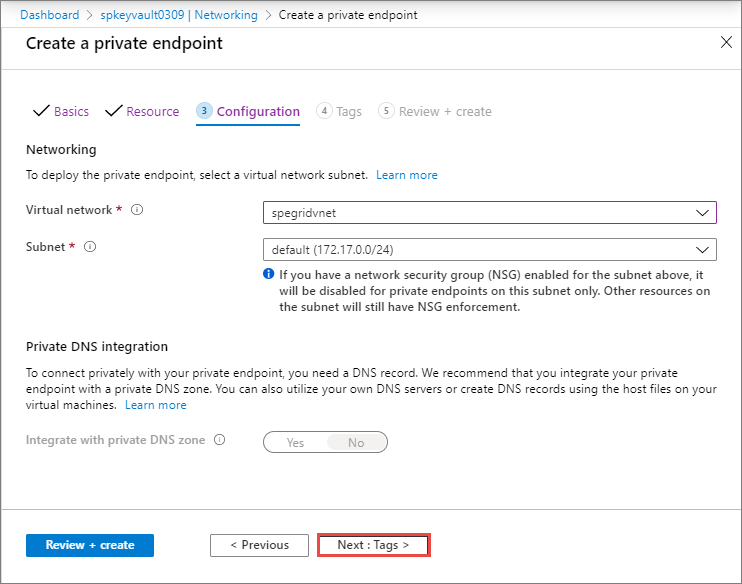 Dashboard > spkeyvault0309 | Networking > Create a private endpoint
Create a private endpoint
Basics Resource 3 Configuration 4 Tags 5 Review + create
Networking
To deploy the private endpoint, select a virtual network subnet. Learn more
Virtual network *
spegridvnet
Subnet *
default (172.17.0.0/24)
If you have a network security group (NSG) enabled for the subnet above, it
will be disabled for private endpoints on this subnet only. Other resources on
the subnet will still have NSG enforcement.
Private DNS integration
To connect privately with your private endpoint, you need a DNS record. We recommend that you integrate your private
endpoint with a private DNS zone. You can also utilize your own DNS servers or create DNS records using the host files on your
virtual machines. Learn more
Integrate with private DNS zone
Yes No
Review + create < Previous Next : Tags >